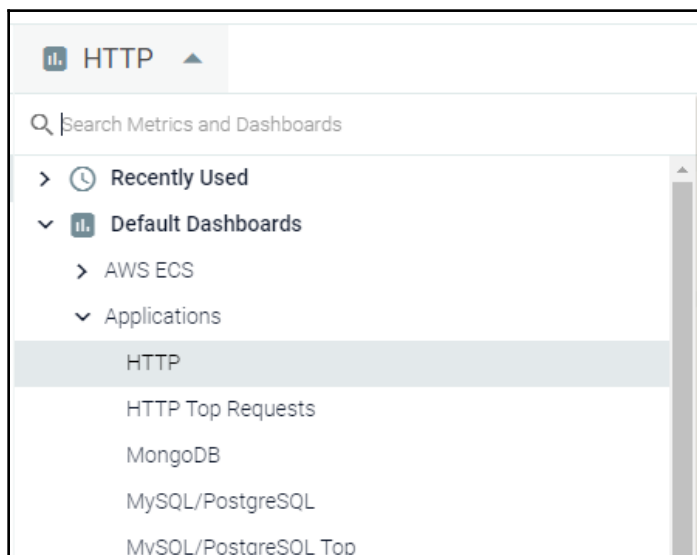 HTTP
Search Metrics and Dashboards
Recently Used
Default Dashboards
AWS ECS
Applications
HTTP
HTTP Top Requests
MongoDB
MySQL/PostgreSQL
MySQL/PostgreSQL Top